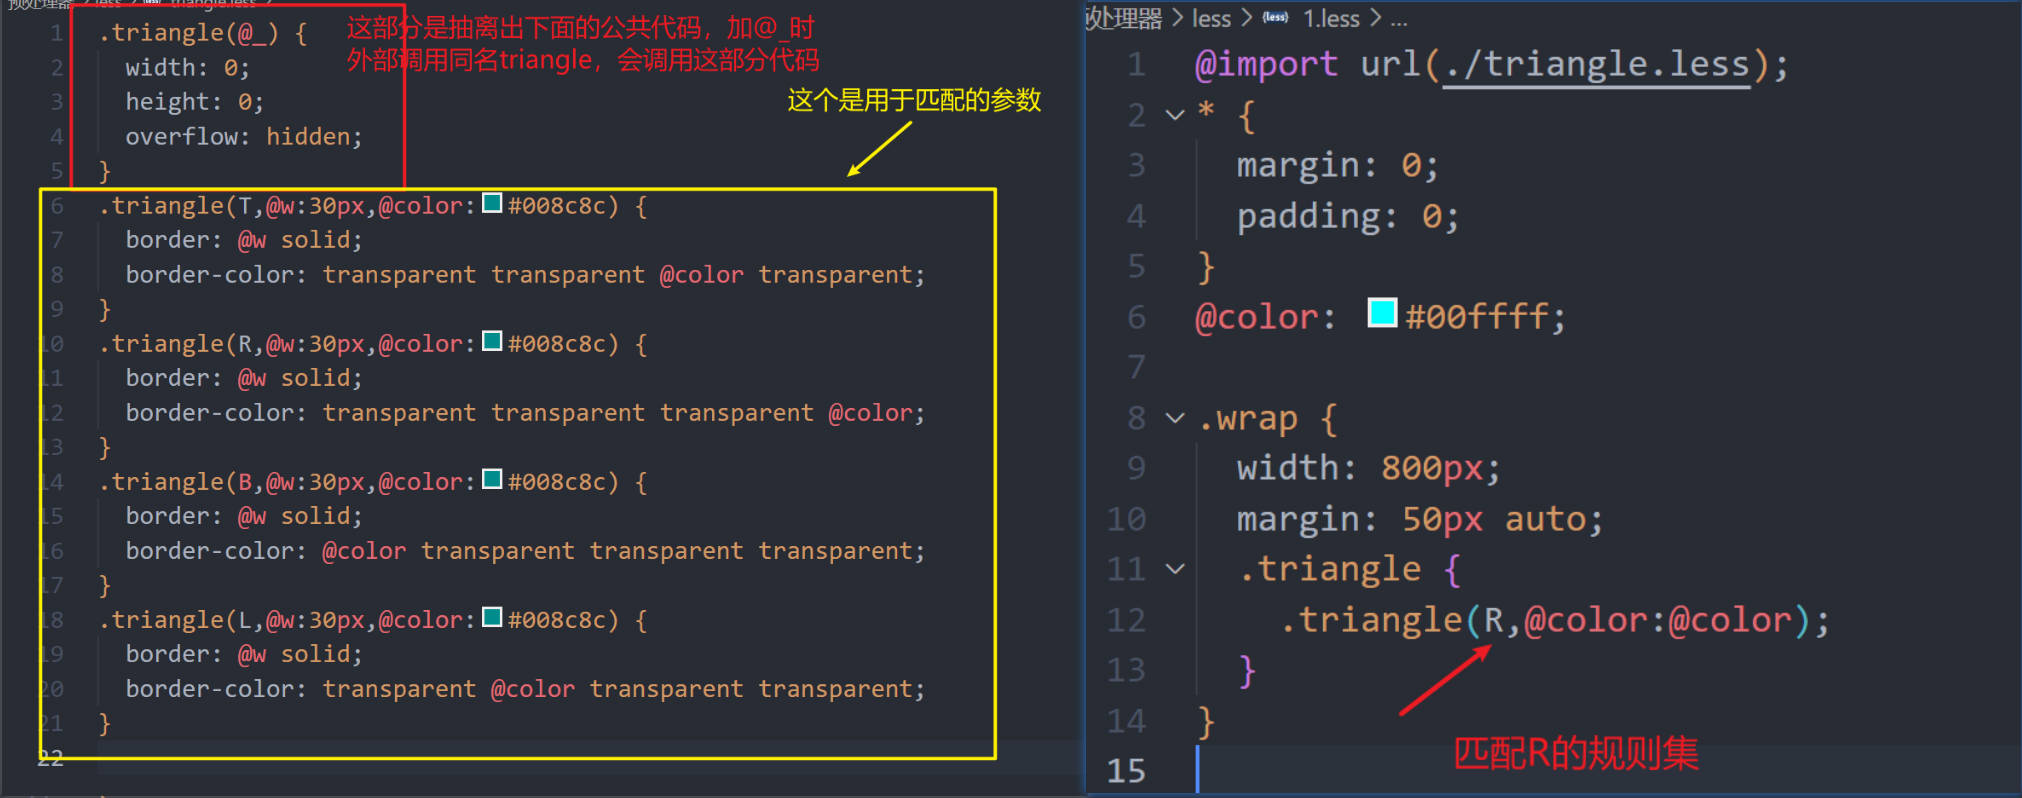 预处理器 > less > triangle.less >
1 .triangle(@_) {
2 width: 0;
3 height: 0;
4 overflow: hidden;
5 }
6 .triangle(T,@w:30px,@color:#008c8c) {
7 border: @w solid;
8 border-color: transparent transparent @color transparent;
9 }
10 .triangle(R,@w:30px,@color:#008c8c) {
11 border: @w solid;
12 border-color: transparent transparent transparent @color;
13 }
14 .triangle(B,@w:30px,@color:#008c8c) {
15 border: @w solid;
16 border-color: @color transparent transparent transparent;
17 }
18 .triangle(L,@w:30px,@color:#008c8c) {
19 border: @w solid;
20 border-color: transparent @color transparent transparent;
21 }
22
这部分是抽离出下面的公共代码，加@_时
外部调用同名triangle，会调用这部分代码
这个是用于匹配的参数
处理器 > less > {less} 1.less > ...
1 @import url(./triangle.less);
2 * {
3 margin: 0;
4 padding: 0;
5 }
6 @color: #00ffff;
7
8 .wrap {
9 width: 800px;
10 margin: 50px auto;
11 .triangle {
12 .triangle(R,@color:@color);
13 }
14 }
15
匹配R的规则集